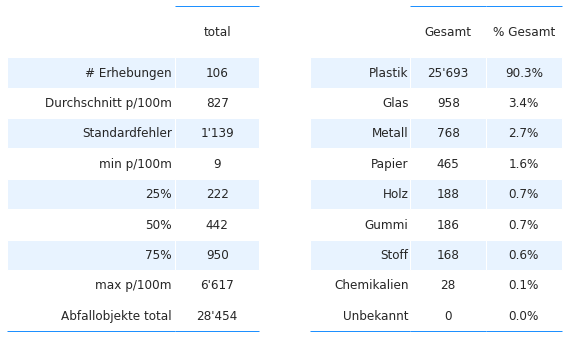 total
# Erhebungen 106
Durchschnitt p/100m 827
Standardfehler 1'139
min p/100m 9
25% 222
50% 442
75% 950
max p/100m 6'617
Abfallobjekte total 28'454
Gesamt % Gesamt
Plastik 25'693 90.3%
Glas 958 3.4%
Metall 768 2.7%
Papier 465 1.6%
Holz 188 0.7%
Gummi 186 0.7%
Stoff 168 0.6%
Chemikalien 28 0.1%
Unbekannt 0 0.0%